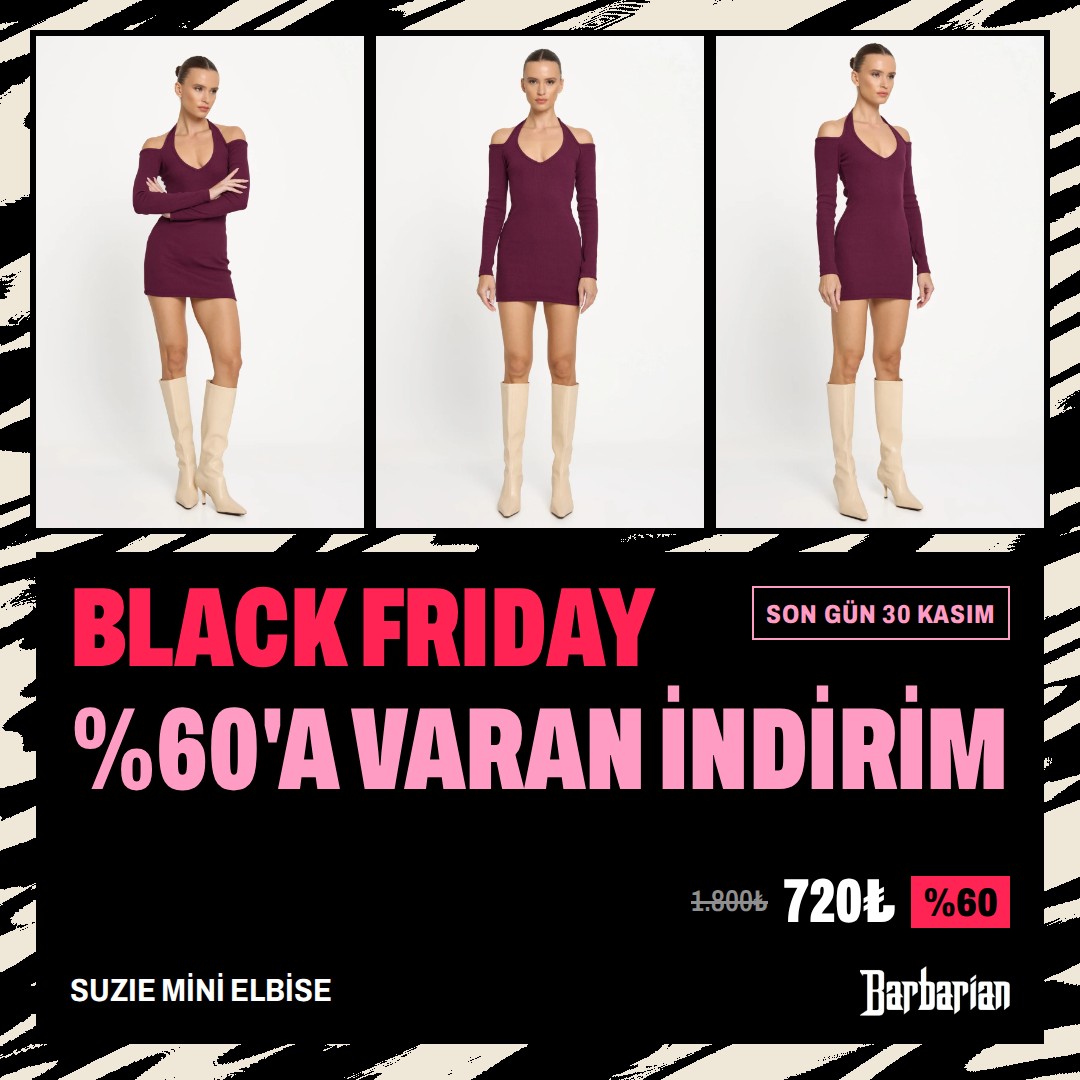 BLACK FRIDAY
SON GÜN 30 KASIM
%60'A VARAN İNDİRİM
1.800₺ 720₺ %60
SUZIE MİNİ ELBİSE
Barbarian